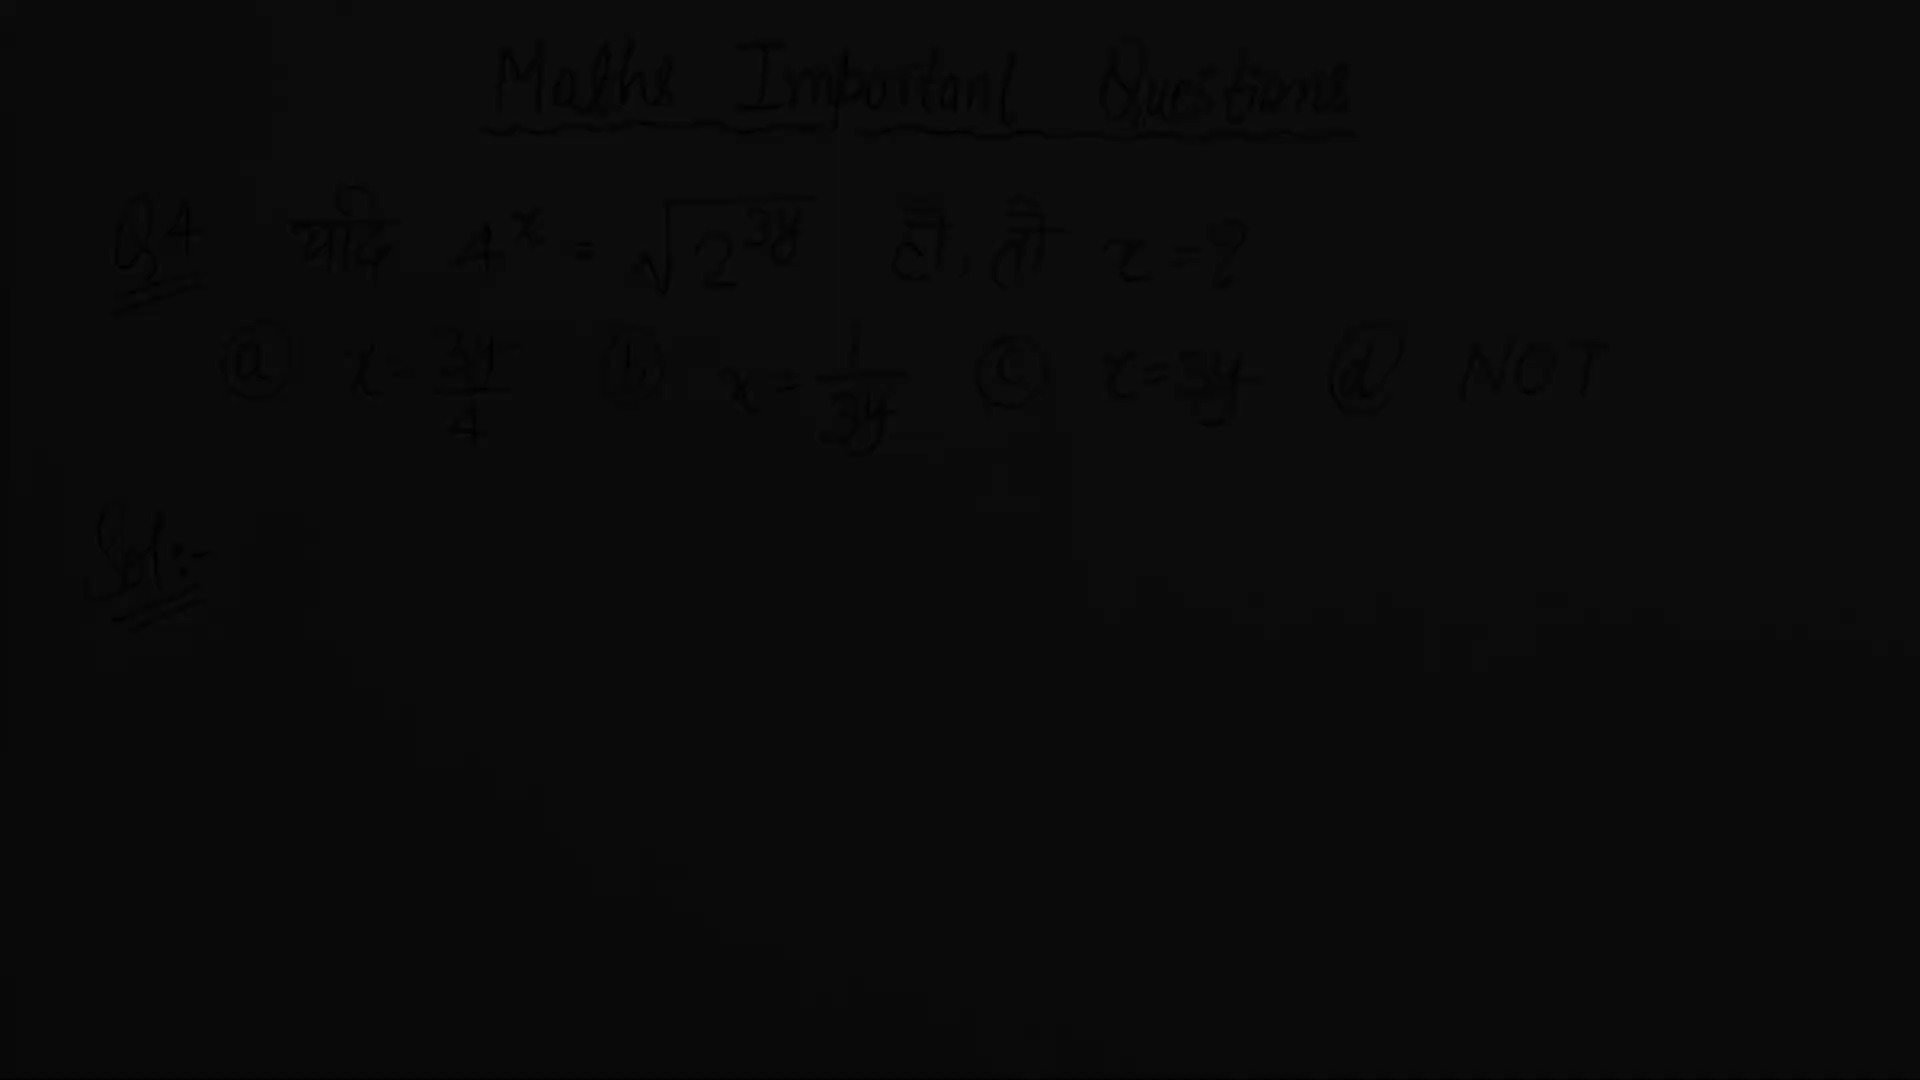 Maths Important Questions
Q4 यदि 4^x = √2^3y हो, तो x=?
ⓐ x = 3y/4 ⓑ x = 1/3y ⓒ x=3y ⓓ NOT
Sol:-